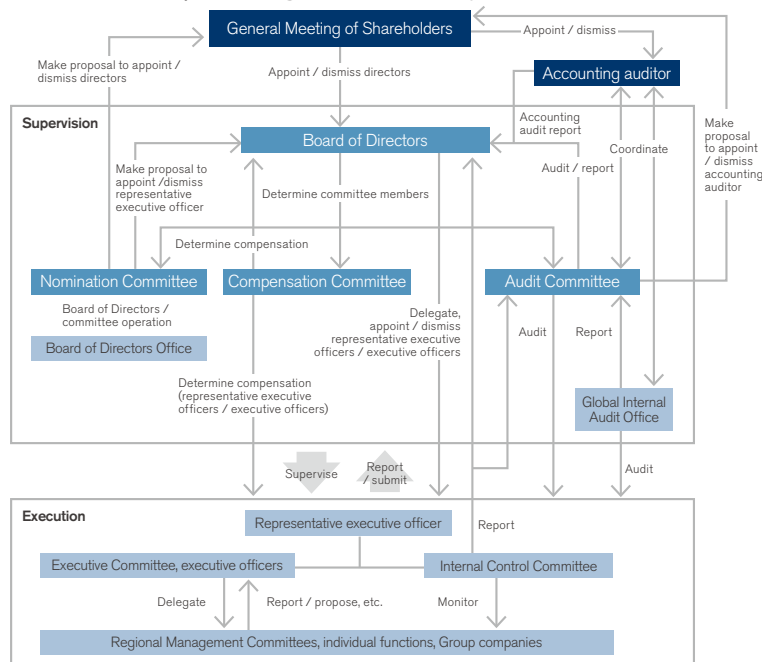 General Meeting of Shareholders
Appoint / dismiss
Make proposal to appoint /
dismiss directors
Appoint / dismiss directors
Accounting auditor
Supervision
Accounting
audit report
Make
proposal
to appoint
/ dismiss
accounting
auditor
Board of Directors
Coordinate
Make proposal to
appoint /dismiss
representative
executive officer
Audit / report
Determine committee members
Determine compensation
Nomination Committee
Compensation Committee
Audit Committee
Board of Directors /
committee operation
Board of Directors Office
Delegate,
appoint / dismiss
representative executive
officers / executive officers
Audit
Report
Determine compensation
(representative executive
officers / executive officers)
Global Internal
Audit Office
Supervise
Report
/ submit
Audit
Execution
Representative executive officer
Report
Executive Committee, executive officers
Internal Control Committee
Delegate
Report / propose, etc.
Monitor
Regional Management Committees, individual functions, Group companies